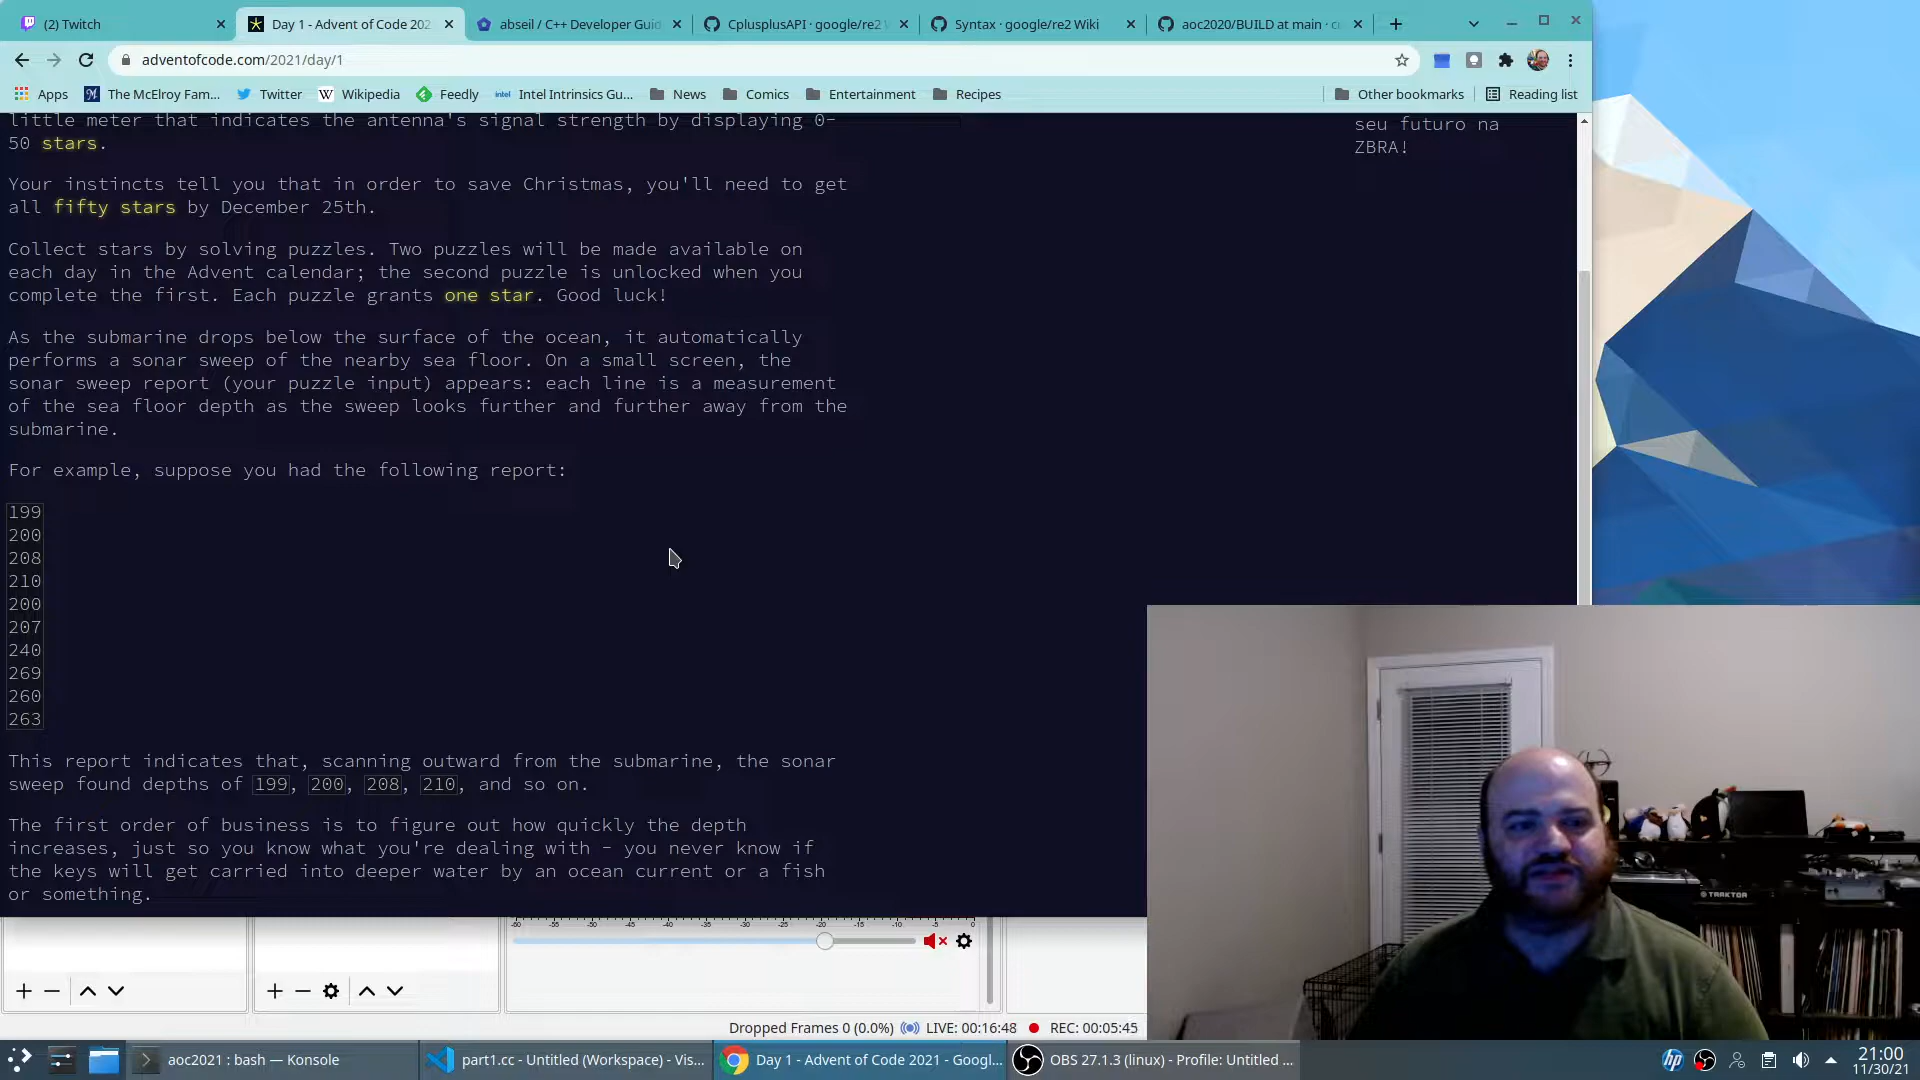 (2) Twitch
Day 1 - Advent of Code 202
abseil / C++ Developer Guid
CplusplusAPI · google/re2 W
Syntax · google/re2 Wiki
aoc2020/BUILD at main · c
adventofcode.com/2021/day/1
Apps
The McElroy Fam...
Twitter
Wikipedia
Feedly
Intel Intrinsics Gu...
News
Comics
Entertainment
Recipes
Other bookmarks
Reading list
little meter that indicates the antenna's signal strength by displaying 0-
50 stars.
seu futuro na
ZBRA!
Your instincts tell you that in order to save Christmas, you'll need to get
all fifty stars by December 25th.
Collect stars by solving puzzles. Two puzzles will be made available on
each day in the Advent calendar; the second puzzle is unlocked when you
complete the first. Each puzzle grants one star. Good luck!
As the submarine drops below the surface of the ocean, it automatically
performs a sonar sweep of the nearby sea floor. On a small screen, the
sonar sweep report (your puzzle input) appears: each line is a measurement
of the sea floor depth as the sweep looks further and further away from the
submarine.
For example, suppose you had the following report:
199
200
208
210
200
207
240
269
260
263
This report indicates that, scanning outward from the submarine, the sonar
sweep found depths of 199, 200, 208, 210, and so on.
The first order of business is to figure out how quickly the depth
increases, just so you know what you're dealing with - you never know if
the keys will get carried into deeper water by an ocean current or a fish
or something.
-60 -55 -50 -45 -40 -35 -30 -25 -20 -15 -10 -5 0
Dropped Frames 0 (0.0%) LIVE: 00:16:48 REC: 00:05:45
TRAKTOR
aoc2021 : bash — Konsole
part1.cc - Untitled (Workspace) - Vis...
Day 1 - Advent of Code 2021 - Googl...
OBS 27.1.3 (linux) - Profile: Untitled ...
21:00
11/30/21